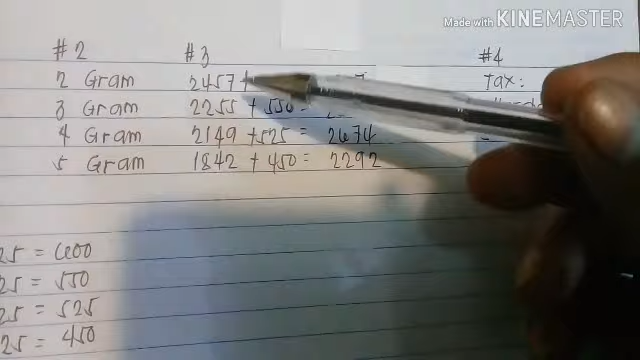 Made with KINEMASTER
#2 #3 #4
2 Gram 2457+ Tax:
3 Gram 2255 + 550 =
4 Gram 2149 +525 = 2674
5 Gram 1842 + 450 = 2292
25 = 600
25 = 550
25 = 525
25 = 450